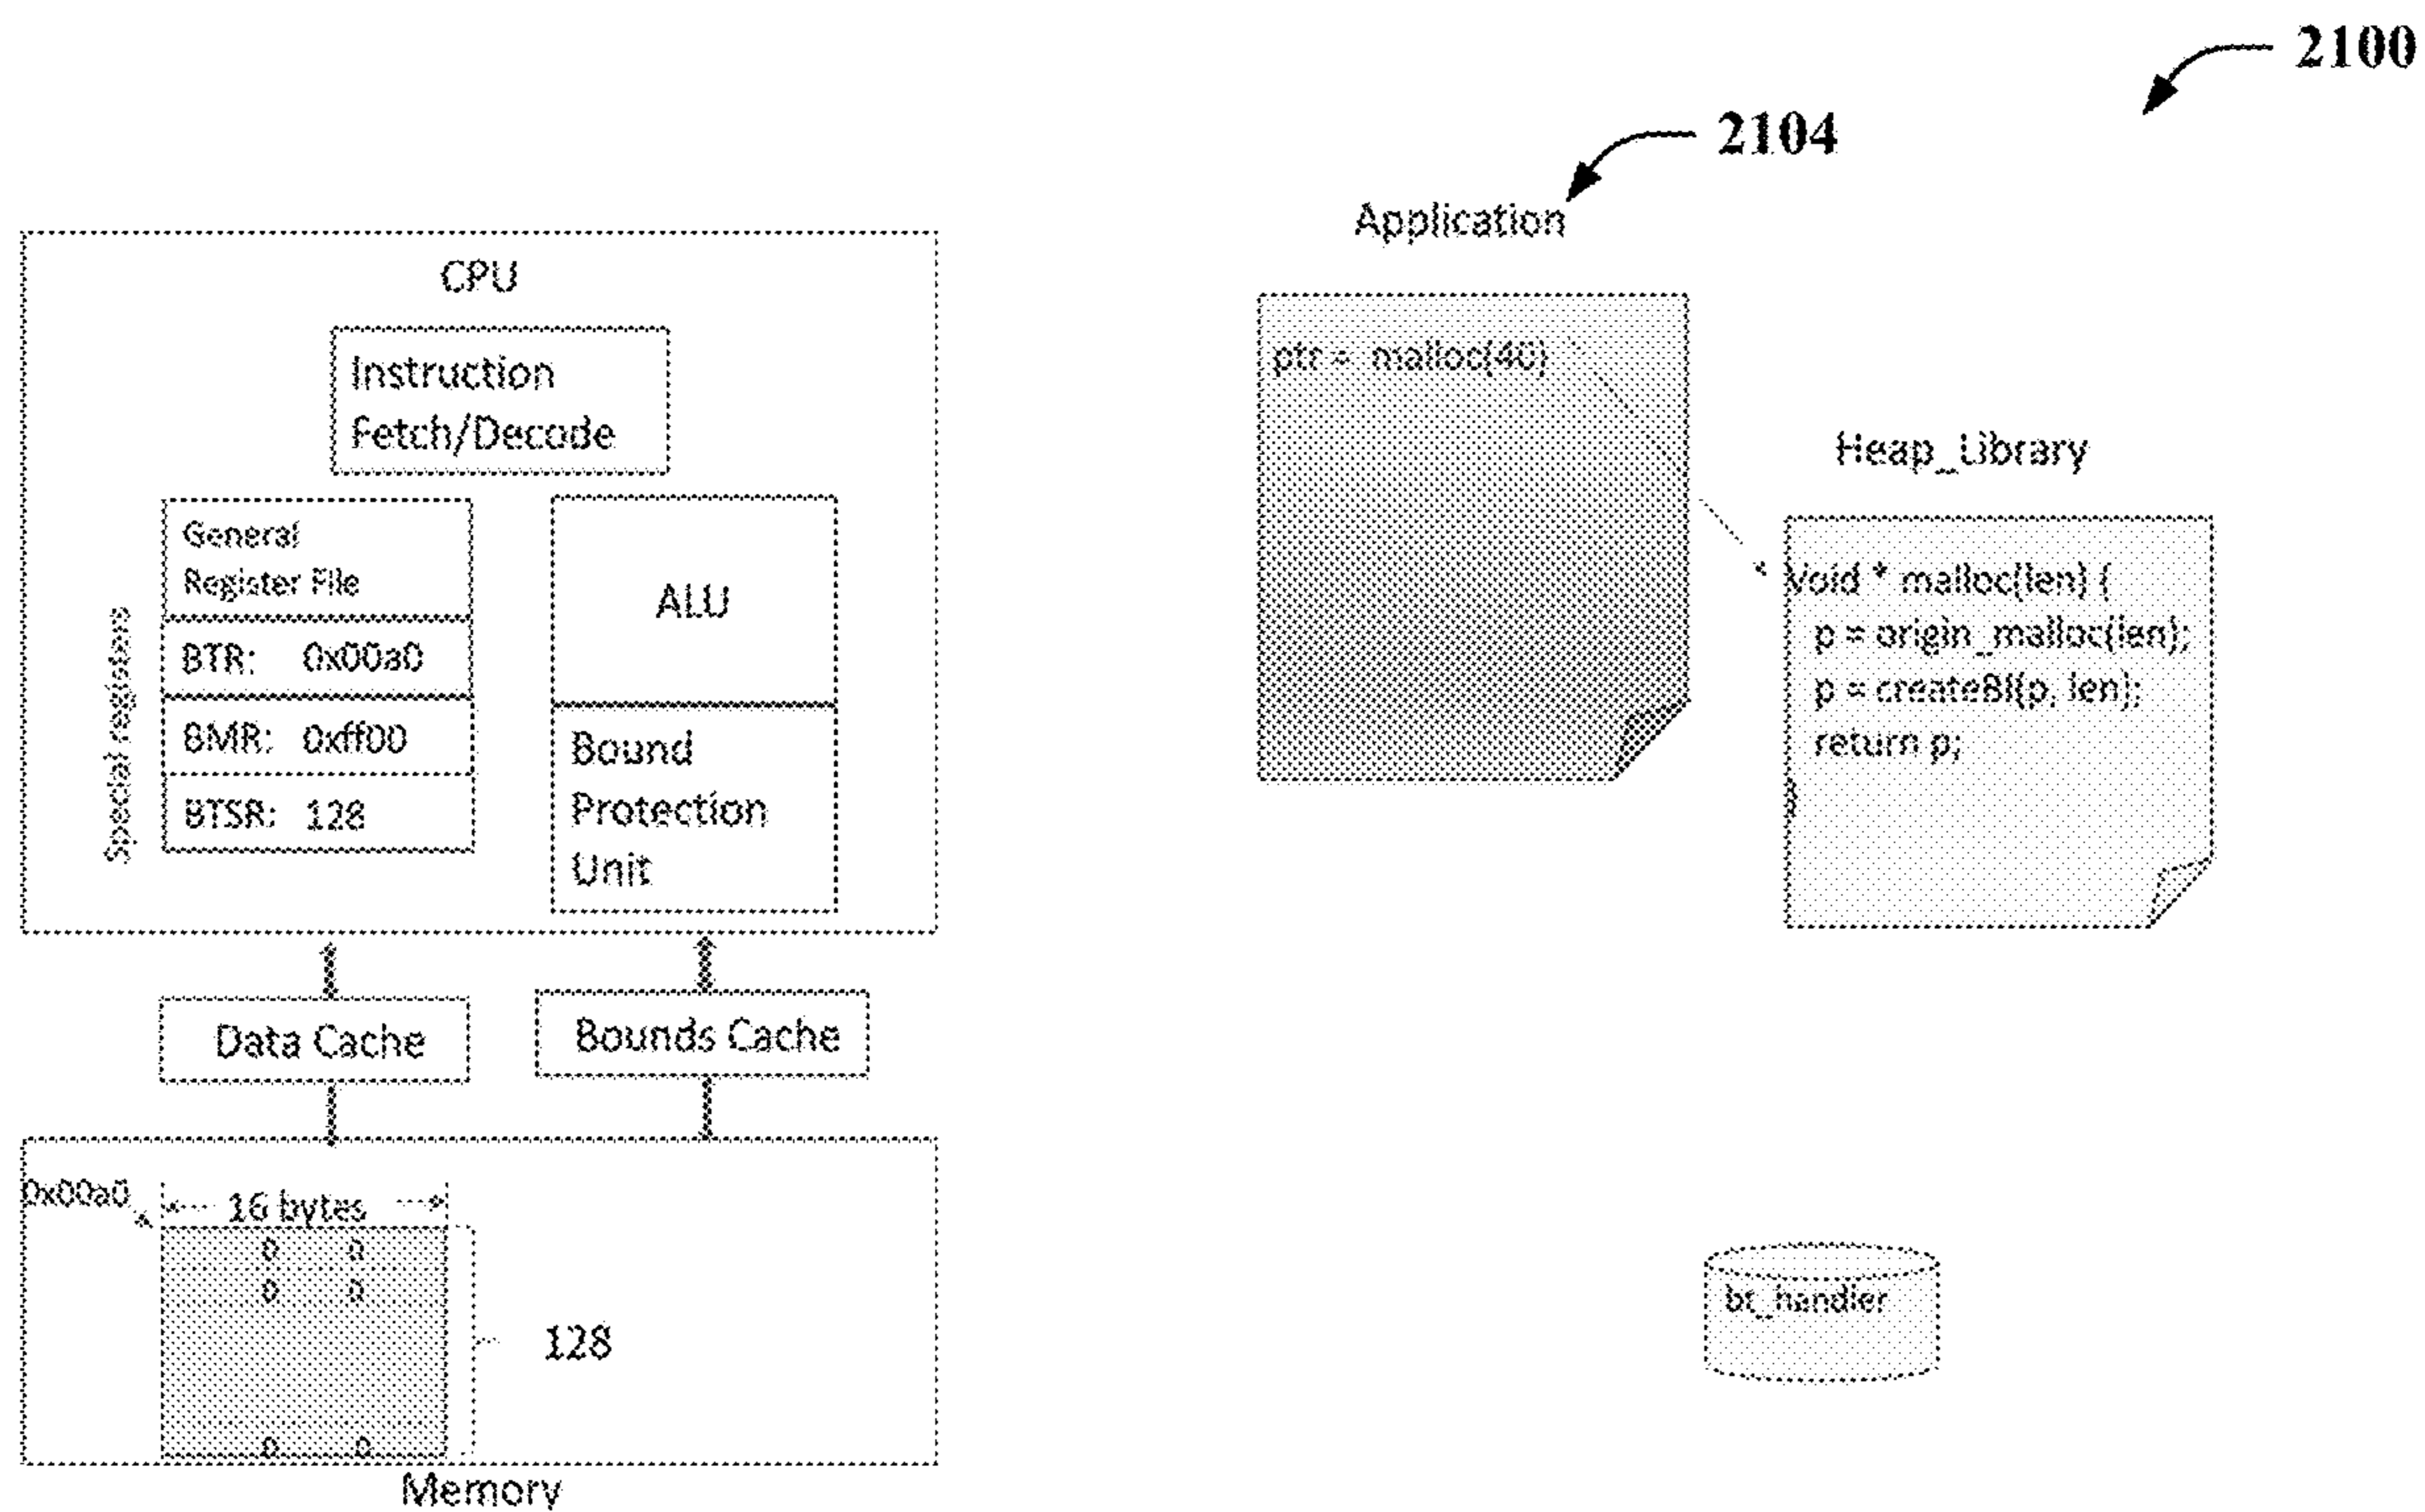 2100
2104
Application
CPU
Instruction
Fetch/Decode
ptr = malloc(40)
Heap_Library
General
Register File
ALU
Special registers
BTR: 0x00a0
BMR: 0xff00
BTSR: 128
Bound
Protection
Unit
Void * malloc(len) {
p = origin_malloc(len);
p = createBI(p, len);
return p;
}
Data Cache
Bounds Cache
0x00a0
16 bytes
0 0
0 0
128
0 0
Memory
bt_handler